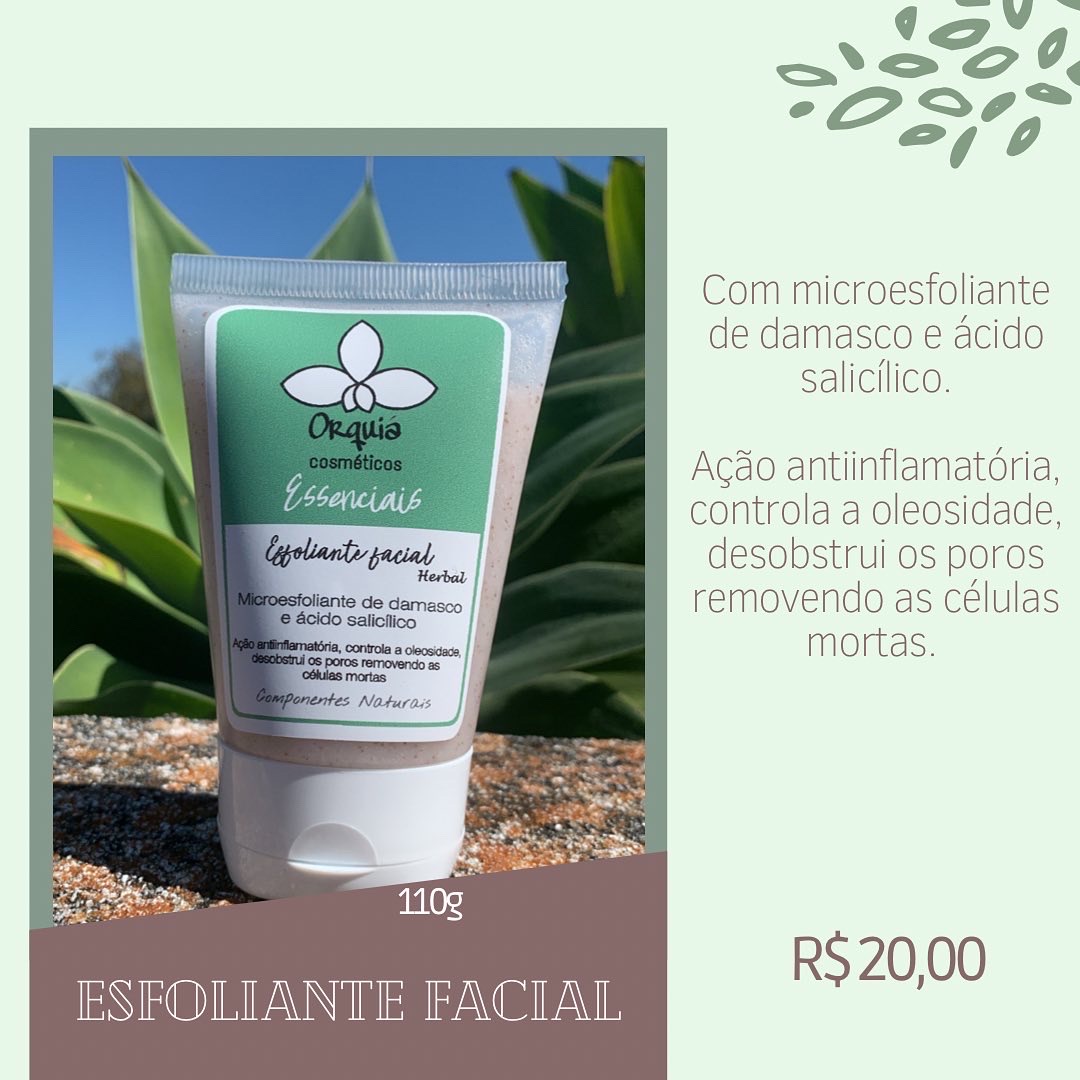 Orquiá
cosméticos
Essenciais
Esfoliante facial
Herbal
Microesfoliante de damasco
e ácido salicílico
Ação antiinflamatória, controla a oleosidade,
desobstrui os poros removendo as
células mortas
Componentes Naturais
110g
ESFOLIANTE FACIAL
Com microesfoliante
de damasco e ácido
salicílico.
Ação antiinflamatória,
controla a oleosidade,
desobstrui os poros
removendo as células
mortas.
R$ 20,00